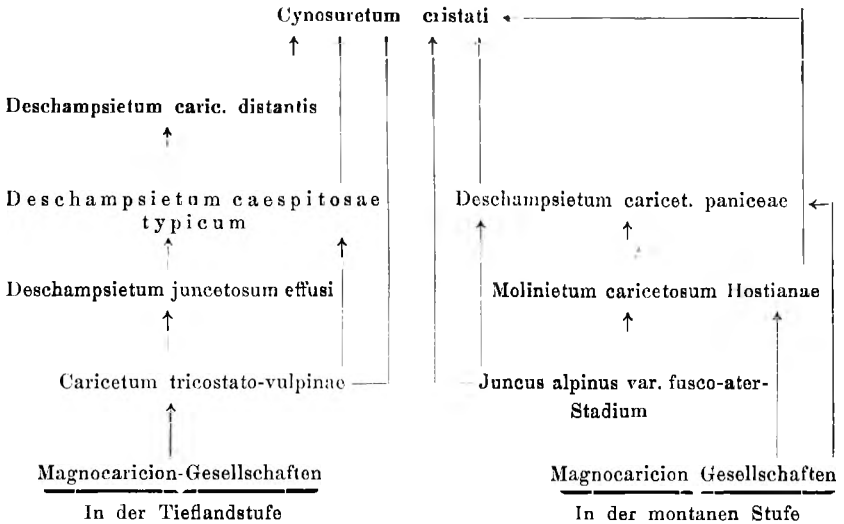 Cynosuretum cristati
Deschampsietum caric. distantis
Deschampsietum caespitosae
typicum
Deschampsietum caricet. paniceae
Deschampsietum juncetosum effusi
Molinietum caricetosum Hostianae
Caricetum tricostato-vulpinae
Juncus alpinus var. fusco-ater-
Stadium
Magnocaricion-Gesellschaften
Magnocaricion Gesellschaften
In der Tieflandstufe
In der montanen Stufe